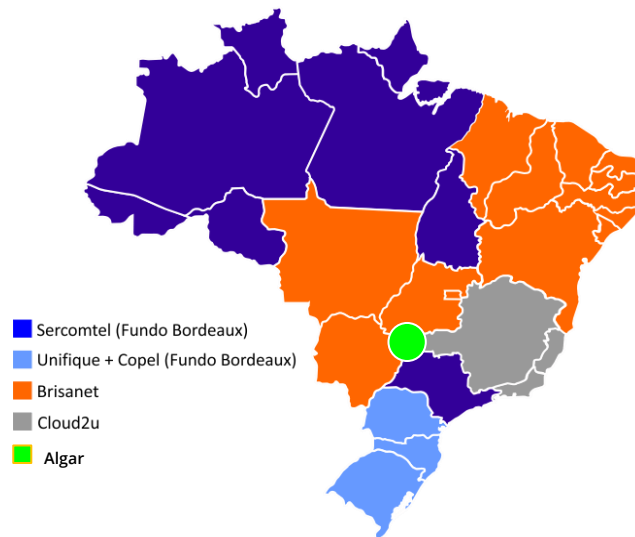 Sercomtel (Fundo Bordeaux)
Unifique + Copel (Fundo Bordeaux)
Brisanet
Cloud2u
Algar